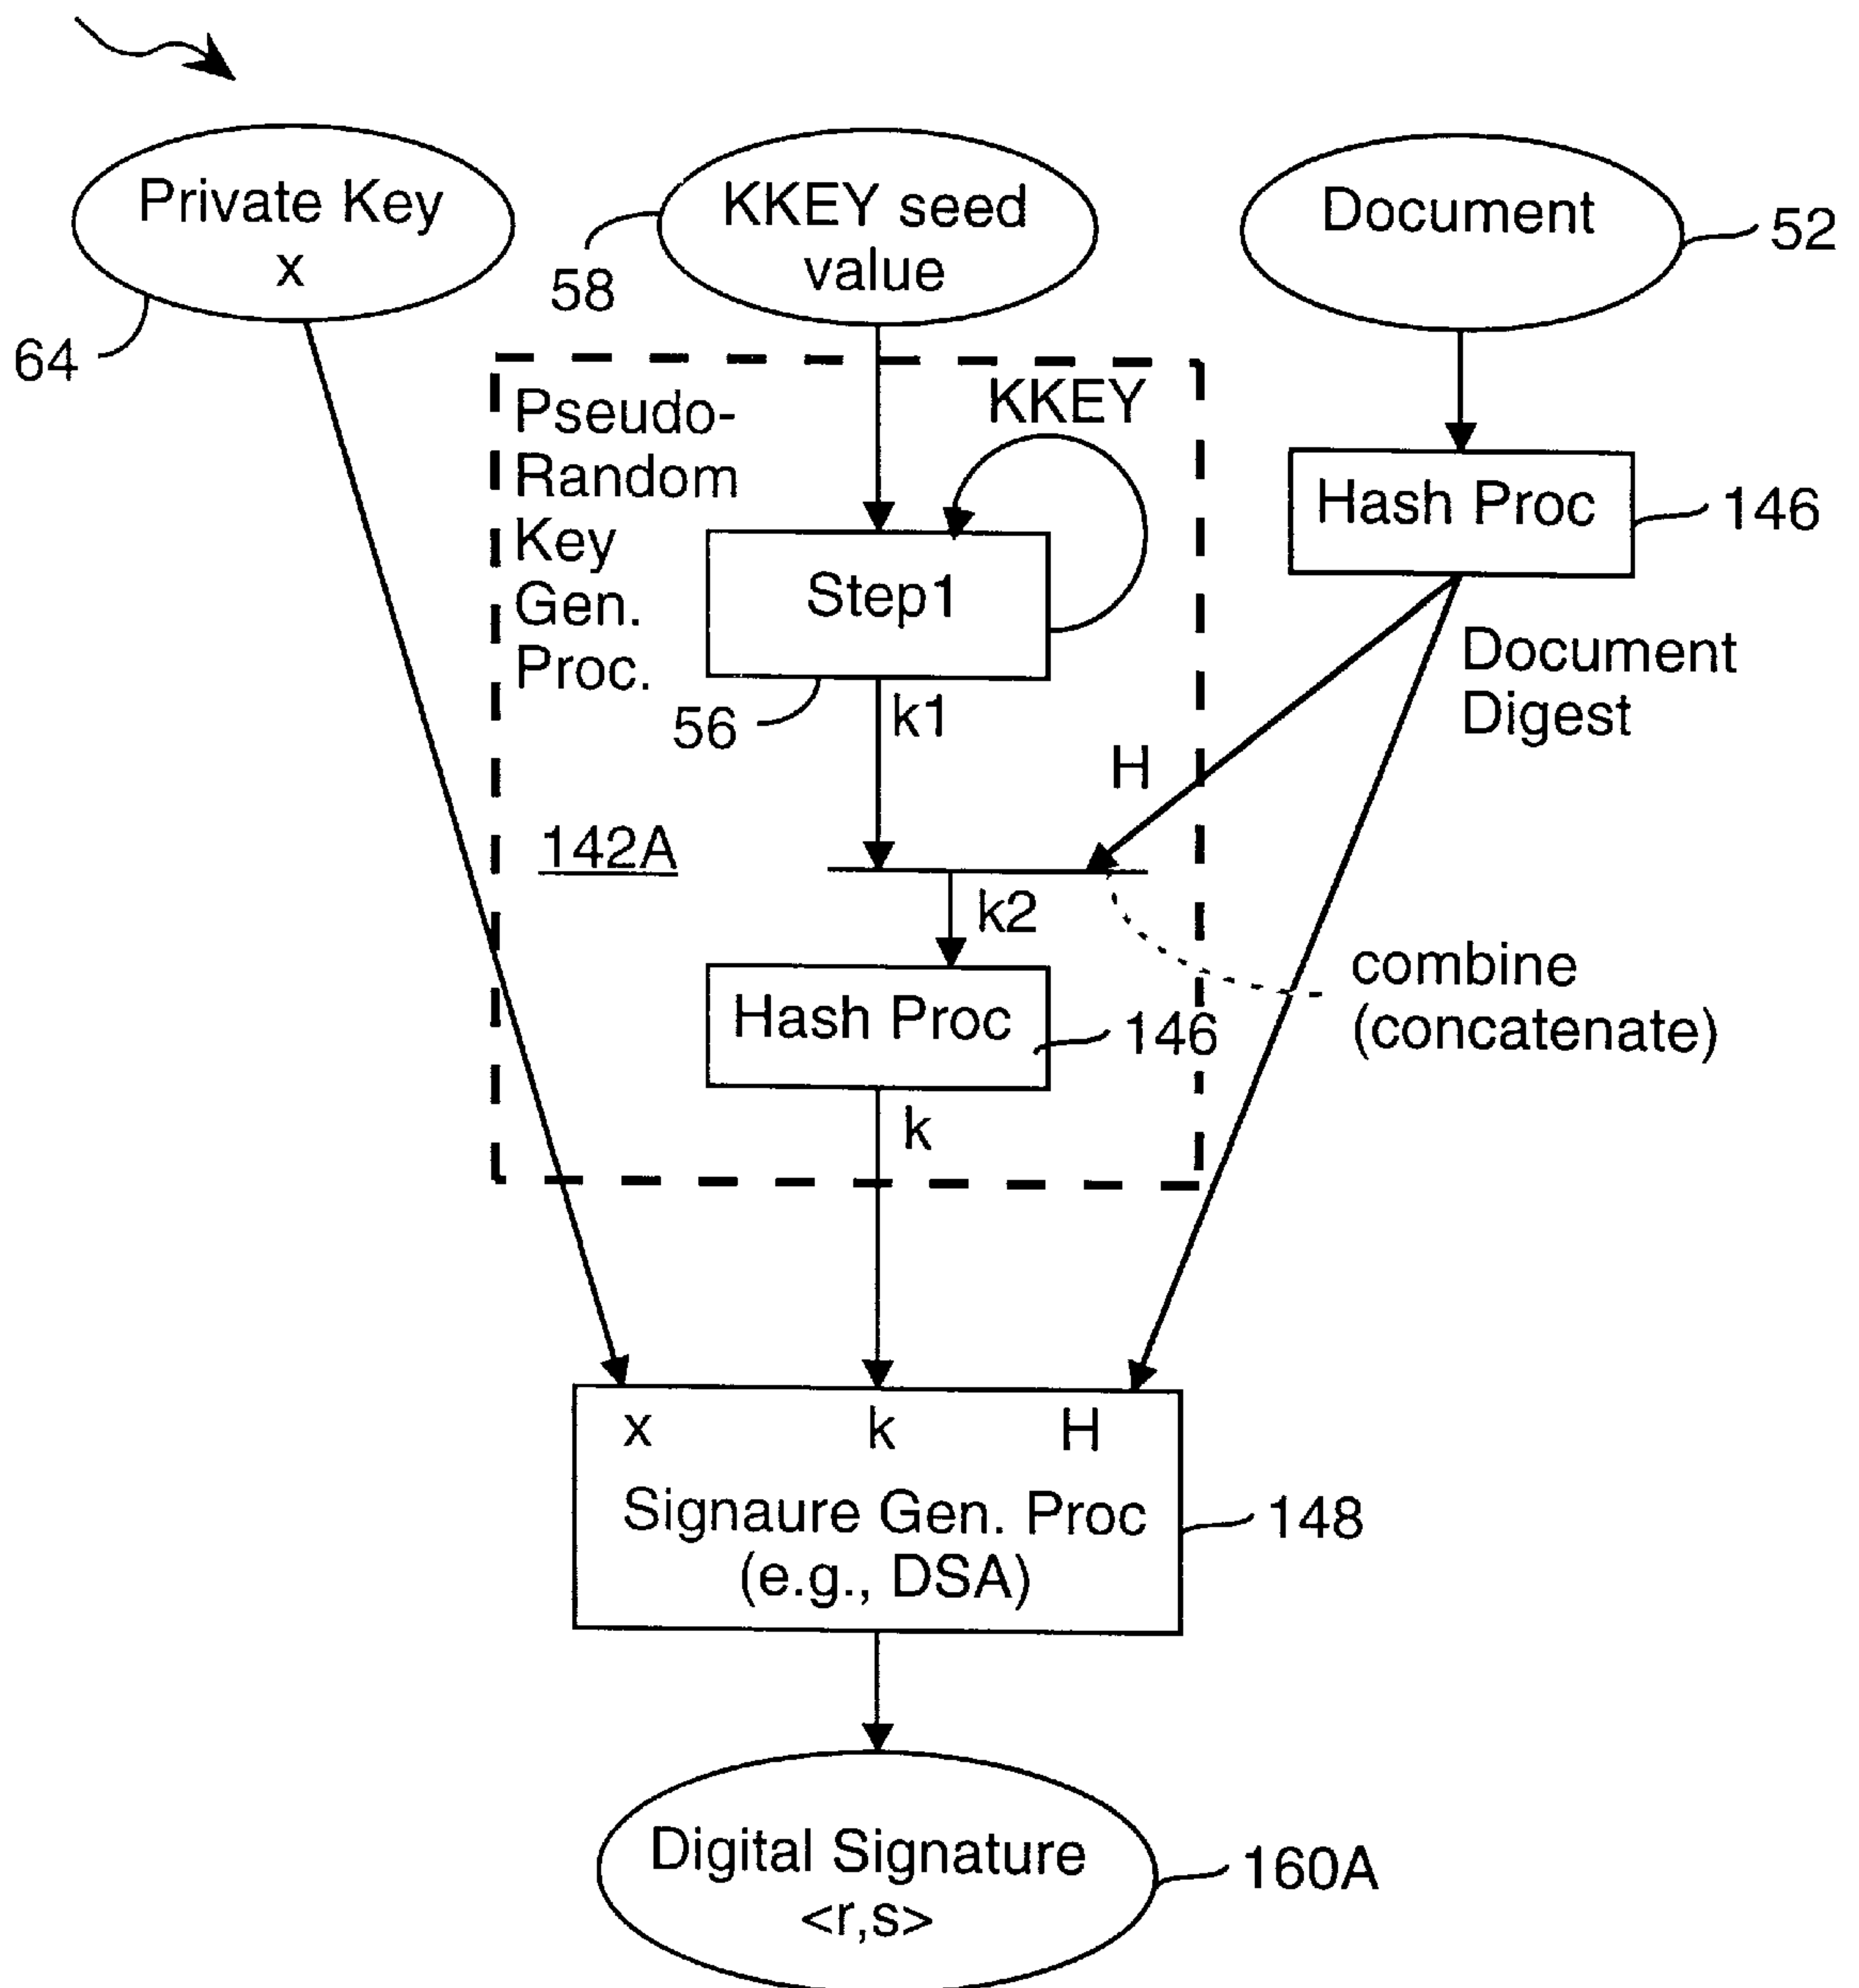 Private Key
x
64
KKEY seed
value
58
Document
52
Pseudo-
Random
Key
Gen.
Proc.
KKEY
Step1
56
k1
Hash Proc
146
Document
Digest
H
142A
k2
combine
(concatenate)
Hash Proc
146
k
x k H
Signaure Gen. Proc
(e.g., DSA)
148
Digital Signature
<r,s>
160A